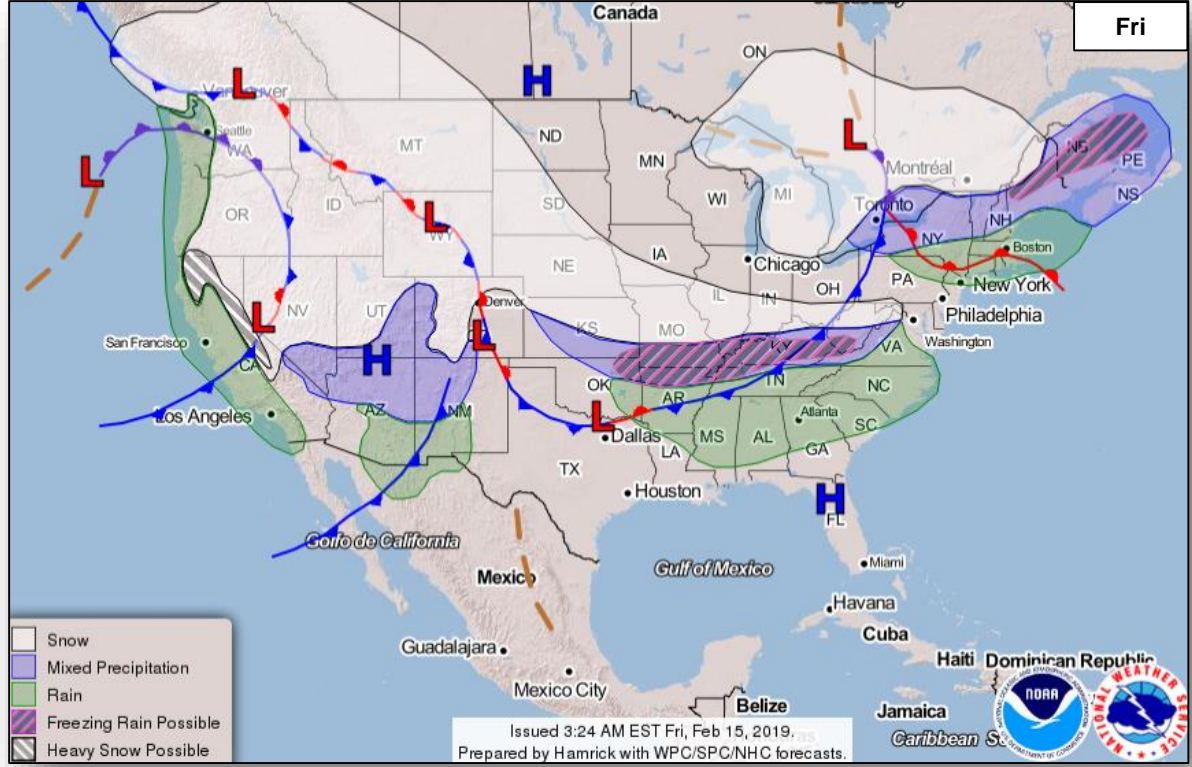 Fri
Canada
ON
Vancouver
Seattle
WA
MT
ND
MN
Montréal
NB
PE
NS
OR
ID
WY
SD
WI
MI
Toronto
NY
NH
Boston
IA
Chicago
PA
New York
NV
UT
Denver
NE
IL
IN
OH
Philadelphia
San Francisco
KS
MO
KY
VA
Washington
CA
OK
AR
TN
NC
Los Angeles
AZ
NM
Dallas
MS
AL
Atlanta
SC
LA
GA
TX
Houston
FL
Golfo de California
Gulf of Mexico
Miami
Mexico
Havana
Cuba
Guadalajara
Haiti
Dominican Republic
Mexico City
Belize
Jamaica
Caribbean S
H
H
H
L
L
L
L
L
L
L
Snow
Mixed Precipitation
Rain
Freezing Rain Possible
Heavy Snow Possible
Issued 3:24 AM EST Fri, Feb 15, 2019.
Prepared by Hamrick with WPC/SPC/NHC forecasts.
NOAA
NATIONAL WEATHER SERVICE